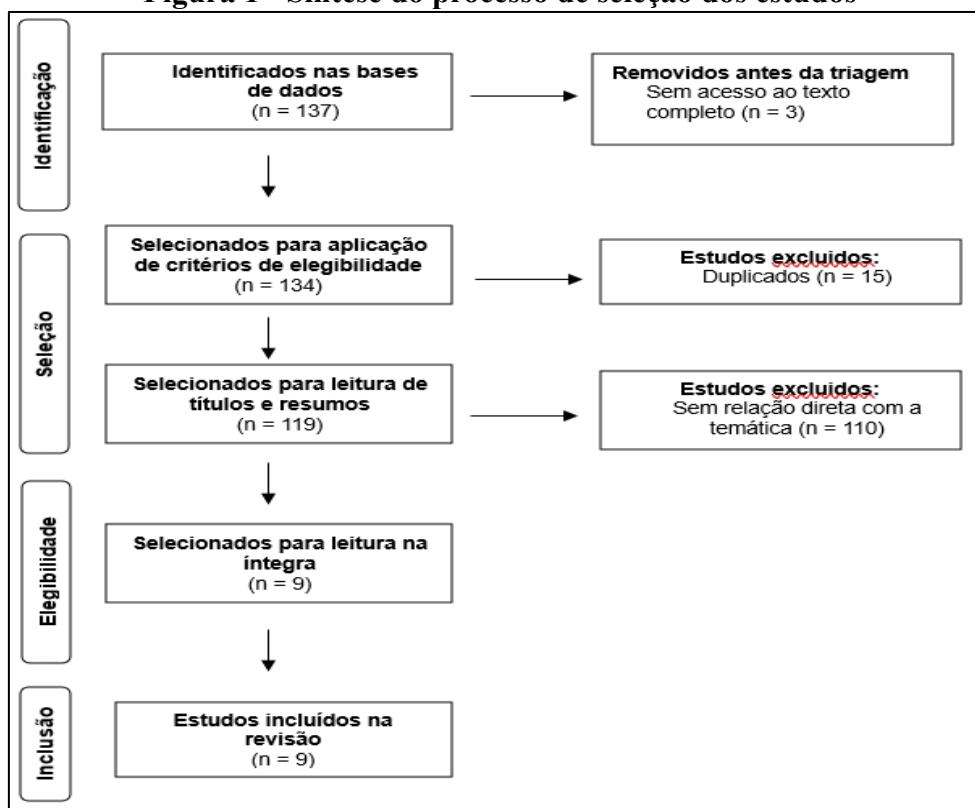 Figura 1 - Síntese do processo de seleção dos estudos
Identificação
Identificados nas bases
de dados
(n = 137)
Removidos antes da triagem
Sem acesso ao texto
completo (n = 3)
Seleção
Selecionados para aplicação
de critérios de elegibilidade
(n = 134)
Estudos excluidos:
Duplicados (n = 15)
Selecionados para leitura de
títulos e resumos
(n = 119)
Estudos excluidos:
Sem relação direta com a
temática (n = 110)
Elegibilidade
Selecionados para leitura na
íntegra
(n = 9)
Inclusão
Estudos incluídos na
revisão
(n = 9)